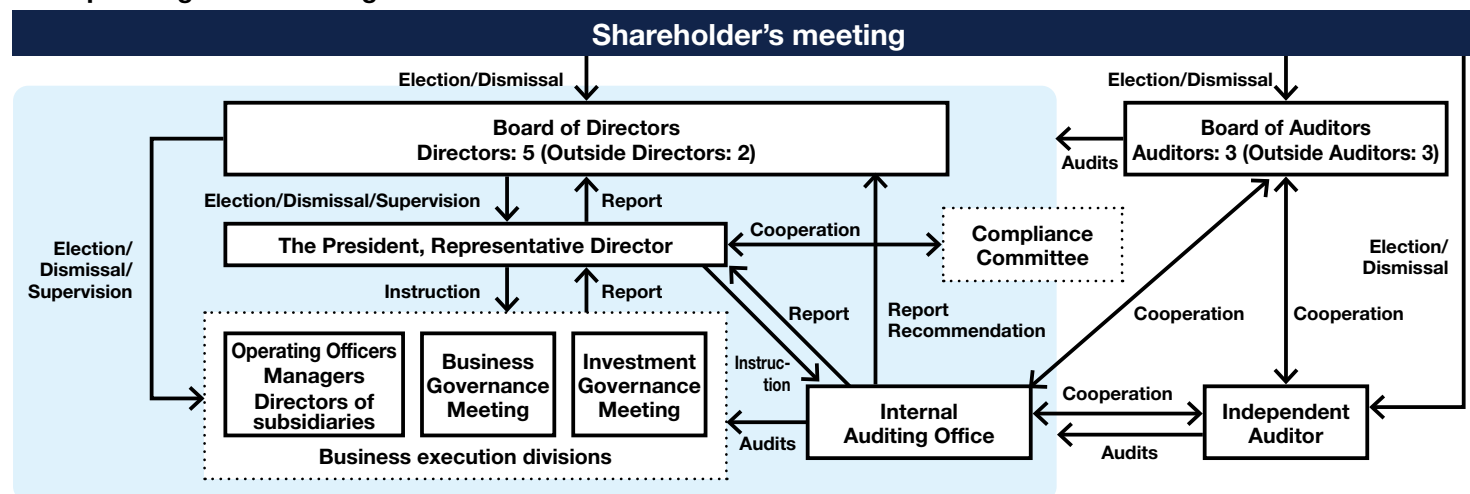 Shareholder's meeting
Election/Dismissal
Election/Dismissal
Board of Directors
Directors: 5 (Outside Directors: 2)
Board of Auditors
Auditors: 3 (Outside Auditors: 3)
Audits
Election/Dismissal/Supervision
Report
Cooperation
Compliance
Committee
The President, Representative Director
Election/
Dismissal/
Supervision
Election/
Dismissal
Instruction
Report
Report
Report
Recommendation
Cooperation
Cooperation
Operating Officers
Managers
Directors of
subsidiaries
Business
Governance
Meeting
Investment
Governance
Meeting
Instruc-
tion
Business execution divisions
Audits
Internal
Auditing Office
Cooperation
Audits
Independent
Auditor